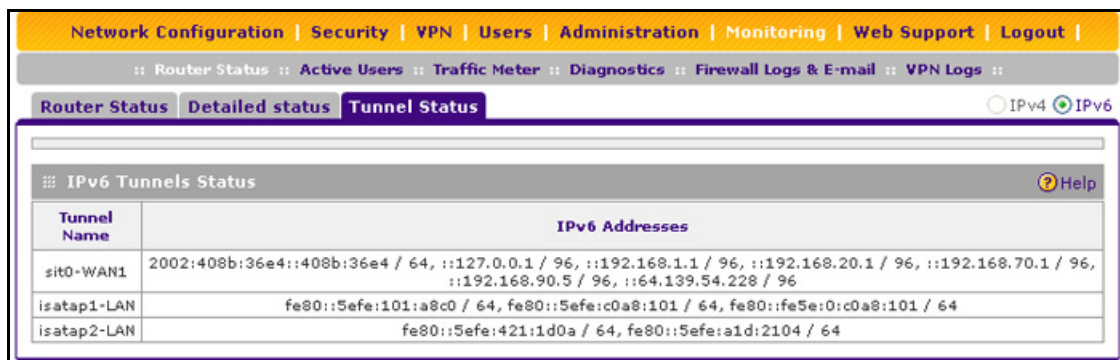 Network Configuration | Security | VPN | Users | Administration | Monitoring | Web Support | Logout |
:: Router Status :: Active Users :: Traffic Meter :: Diagnostics :: Firewall Logs & E-mail :: VPN Logs ::
Router Status Detailed status Tunnel Status IPv4 IPv6
IPv6 Tunnels Status ? Help
Tunnel
Name
IPv6 Addresses
sit0-WAN1
2002:408b:36e4::408b:36e4 / 64, ::127.0.0.1 / 96, ::192.168.1.1 / 96, ::192.168.20.1 / 96, ::192.168.70.1 / 96,
::192.168.90.5 / 96, ::64.139.54.228 / 96
isatap1-LAN fe80::5efe:101:a8c0 / 64, fe80::5efe:c0a8:101 / 64, fe80::fe5e:0:c0a8:101 / 64
isatap2-LAN fe80::5efe:421:1d0a / 64, fe80::5efe:a1d:2104 / 64